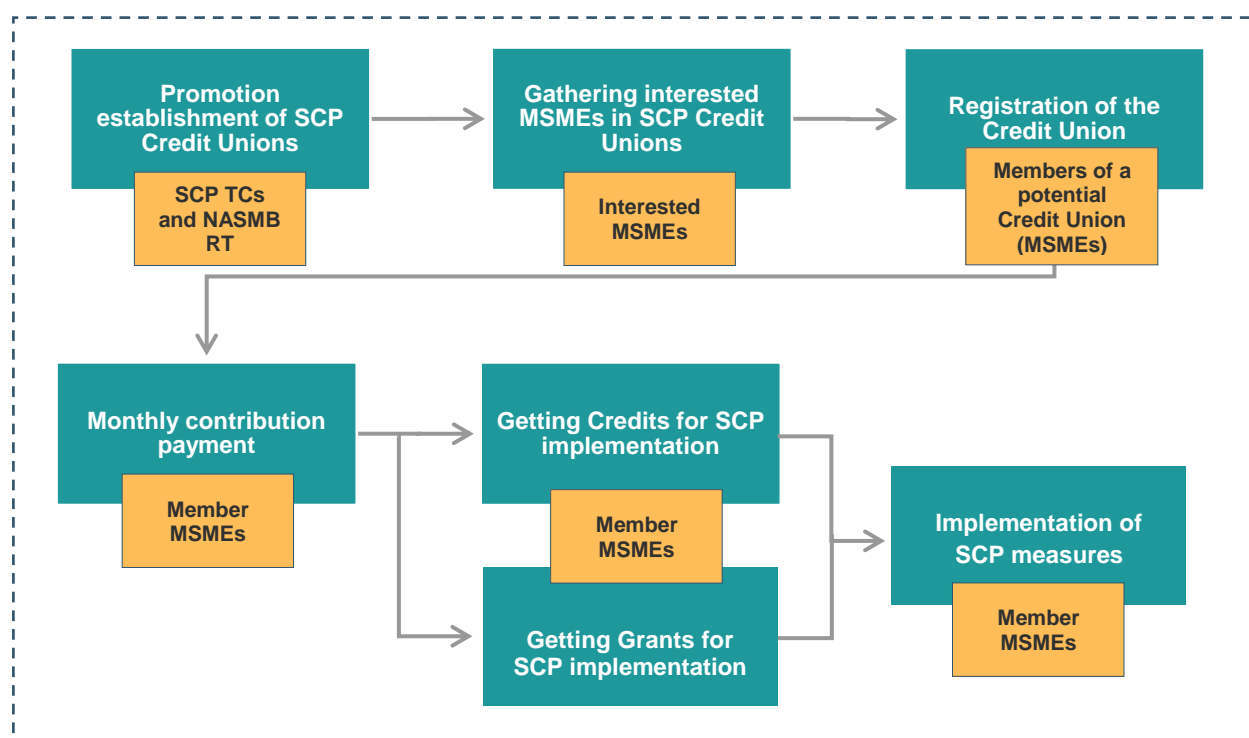 Promotion
establishment of SCP
Credit Unions
SCP TCs
and NASMB
RT
Gathering interested
MSMEs in SCP Credit
Unions
Interested
MSMEs
Registration of the
Credit Union
Members of a
potential
Credit Union
(MSMEs)
Monthly contribution
payment
Member
MSMEs
Getting Credits for SCP
implementation
Member
MSMEs
Getting Grants for
SCP implementation
Implementation of
SCP measures
Member
MSMEs